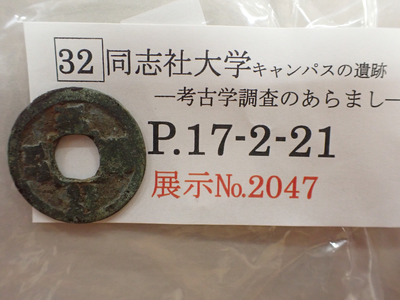 32 同志社大学キャンパスの遺跡
―考古学調査のあらまし―
P.17-2-21
展示No.2047